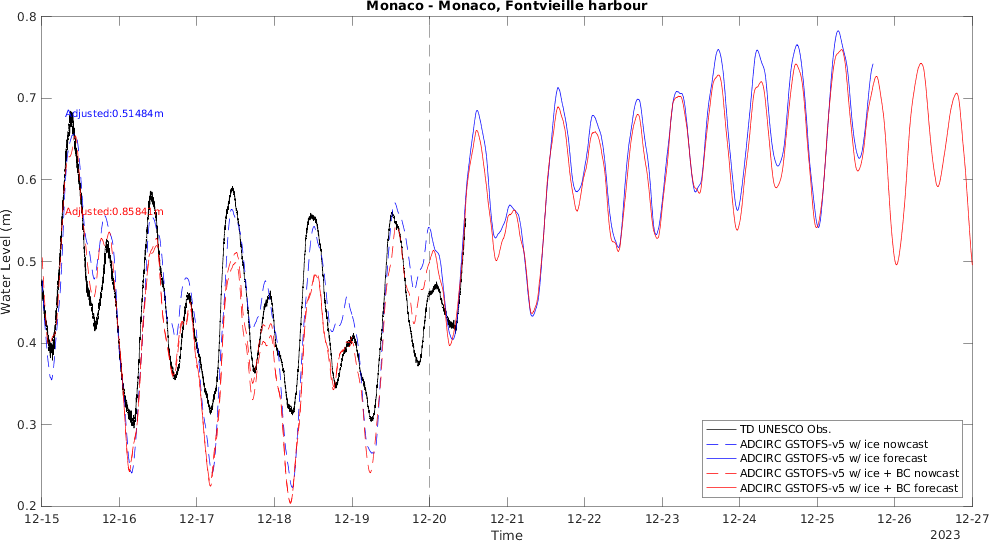 Monaco - Monaco, Fontvieille harbour
0.8
0.7
0.6
0.5
0.4
0.3
0.2
Water Level (m)
Adjusted:0.51484m
Adjusted:0.85841m
TD UNESCO Obs.
ADCIRC GSTOFS-v5 w/ ice nowcast
ADCIRC GSTOFS-v5 w/ ice forecast
ADCIRC GSTOFS-v5 w/ ice + BC nowcast
ADCIRC GSTOFS-v5 w/ ice + BC forecast
12-15 12-16 12-17 12-18 12-19 12-20 12-21 12-22 12-23 12-24 12-25 12-26 12-27
Time
2023